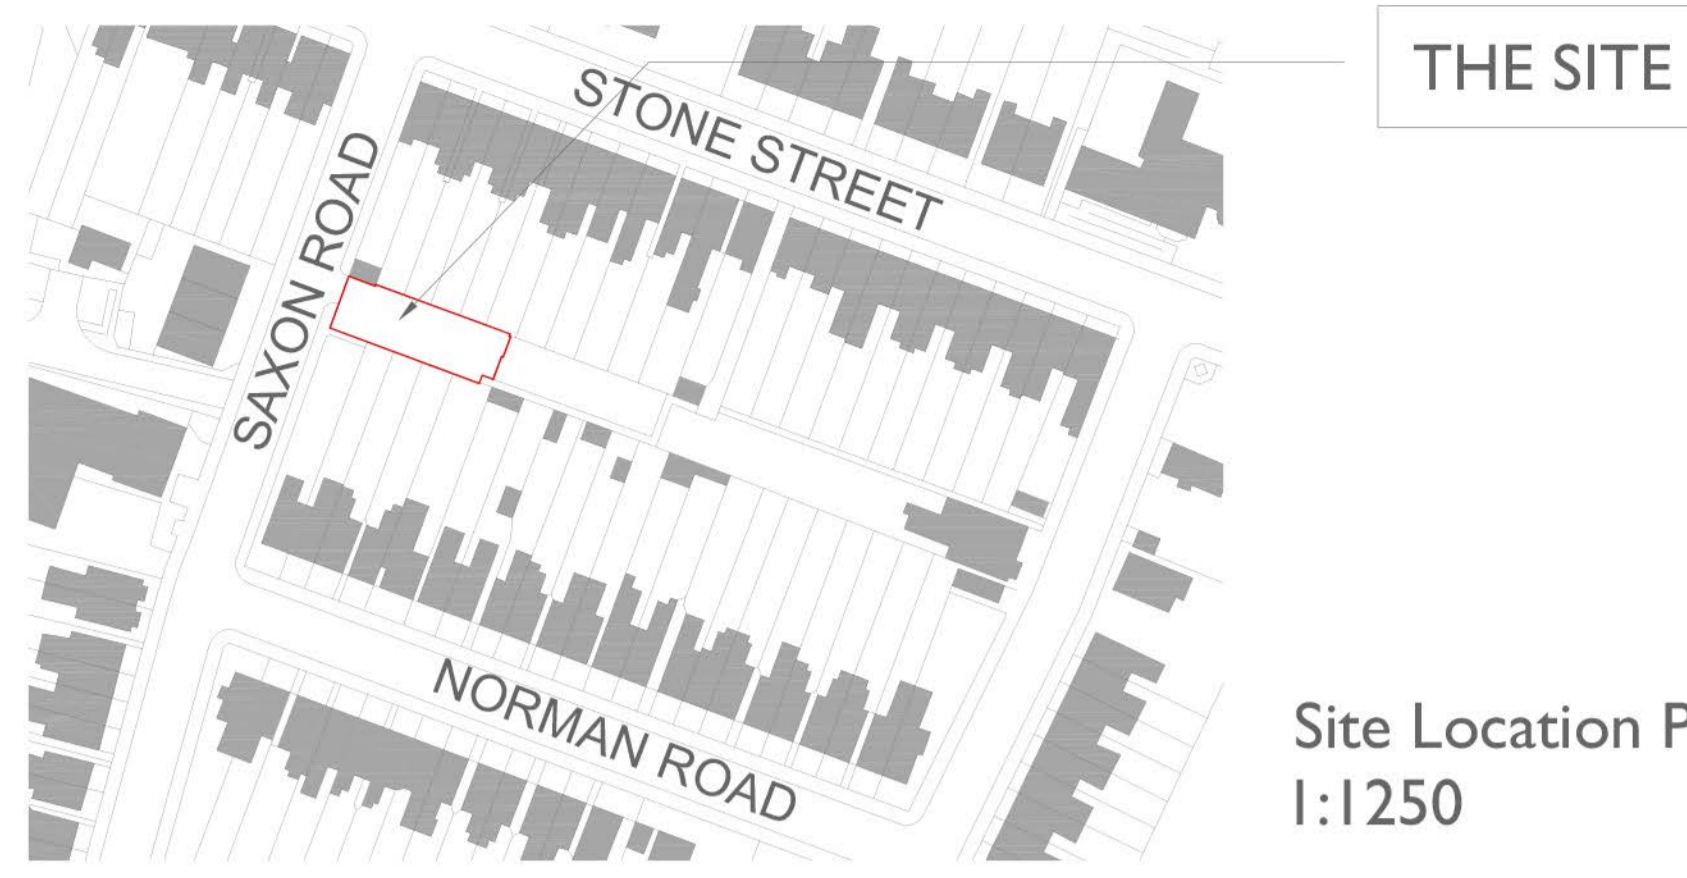 THE SITE
STONE STREET
SAXON ROAD
NORMAN ROAD
Site Location P
1:1250